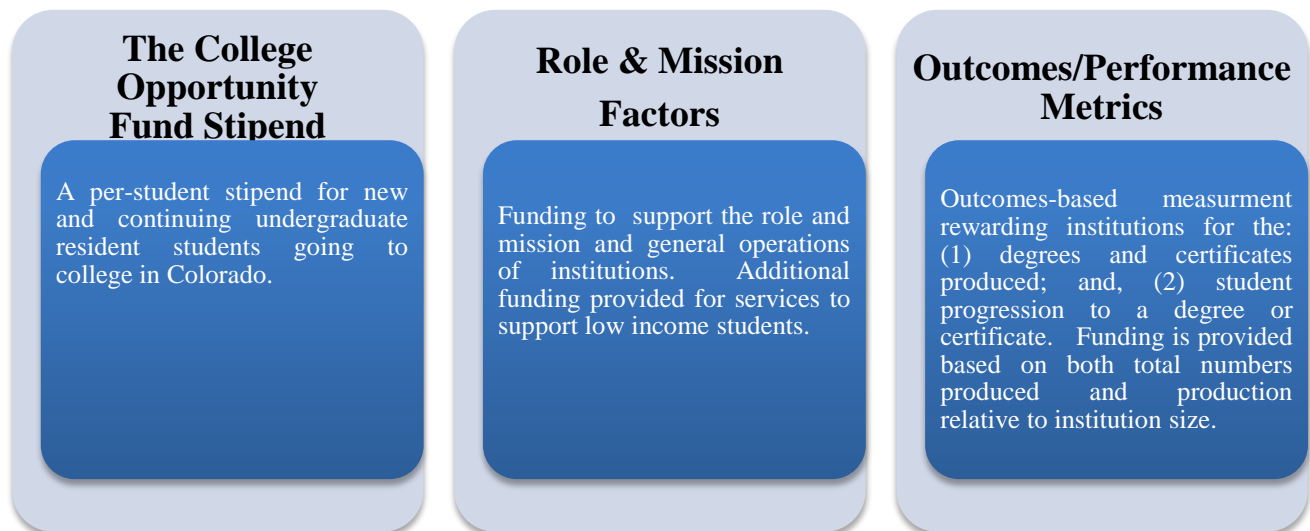 The College
Opportunity
Fund Stipend
A per-student stipend for new
and continuing undergraduate
resident students going to
college in Colorado.
Role & Mission
Factors
Funding to support the role and
mission and general operations
of institutions. Additional
funding provided for services to
support low income students.
Outcomes/Performance
Metrics
Outcomes-based measurment
rewarding institutions for the:
(1) degrees and certificates
produced; and, (2) student
progression to a degree or
certificate. Funding is provided
based on both total numbers
produced and production
relative to institution size.